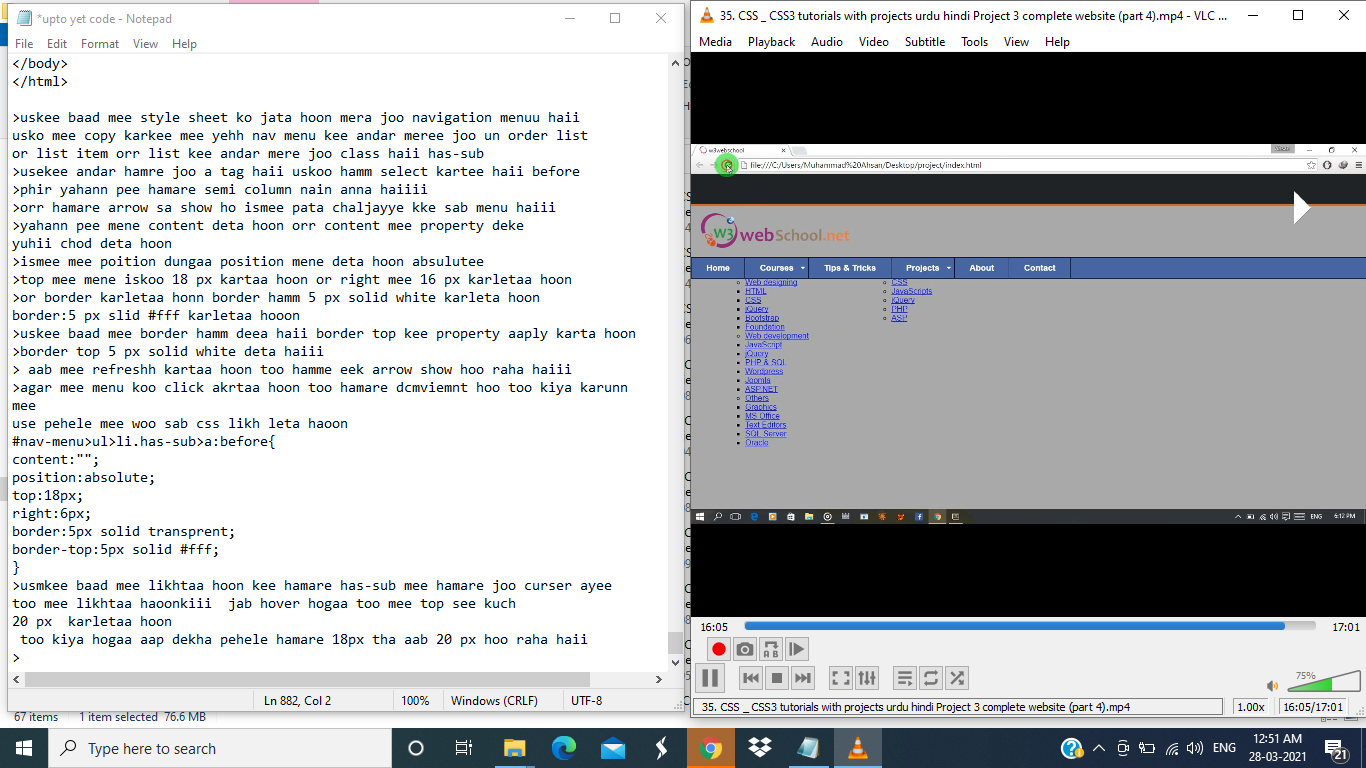 *upto yet code - Notepad
File Edit Format View Help
</body>
</html>
>uskee baad mee style sheet ko jata hoon mera joo navigation menuu haii
usko mee copy karkee mee yehh nav menu kee andar meree joo un order list
or list item orr list kee andar mere joo class haii has-sub
>usekee andar hamre joo a tag haii uskoo hamm select kartee haii before
>phir yahann pee hamare semi column nain anna haiiii
>orr hamare arrow sa show ho ismee pata chaljayye kke sab menu haiii
>yahann pee mene content deta hoon orr content mee property deke
yuhii chod deta hoon
>ismee mee poition dungaa position mene deta hoon absulutee
>top mee mene iskoo 18 px kartaa hoon or right mee 16 px karletaa hoon
>or border karletaa honn border hamm 5 px solid white karleta hoon
border:5 px slid #fff karletaa hooon
>uskee baad mee border hamm deea haii border top kee property aaply karta hoon
>border top 5 px solid white deta haiii
> aab mee refreshh kartaa hoon too hamme eek arrow show hoo raha haiii
>agar mee menu koo click akrtaa hoon too hamare dcmviemnt hoo too kiya karunn
mee
use pehele mee woo sab css likh leta haoon
#nav-menu>ul>li.has-sub>a:before{
content:"";
position:absolute;
top:18px;
right:6px;
border:5px solid transprent;
border-top:5px solid #fff;
}
>usmkee baad mee likhtaa hoon kee hamare has-sub mee hamare joo curser ayee
too mee likhtaa haoonkiii  jab hover hogaa too mee top see kuch
20 px  karletaa hoon
too kiya hogaa aap dekha pehele hamare 18px tha aab 20 px hoo raha haii
>
Ln 882, Col 2 100% Windows (CRLF) UTF-8
67 items 1 item selected 76.6 MB
35. CSS _ CSS3 tutorials with projects urdu hindi Project 3 complete website (part 4).mp4 - VLC ...
Media Playback Audio Video Subtitle Tools View Help
w3webschool
file:///C:/Users/Muhammad%20Ahsan/Desktop/project/index.html
W3 webSchool.net
Home Courses Tips & Tricks Projects About Contact
Web designing
HTML
CSS
jQuery
Bootstrap
Foundation
Web development
JavaScript
jQuery
PHP & SQL
Wordpress
Joomla
ASP.NET
Others
Graphics
MS Office
Text Editors
SQL Server
Oracle
CSS
JavaScripts
jQuery
PHP
ASP
ENG 6:12 PM
16:05 17:01
75%
35. CSS _ CSS3 tutorials with projects urdu hindi Project 3 complete website (part 4).mp4 1.00x 16:05/17:01
Type here to search
ENG 12:51 AM
28-03-2021
21